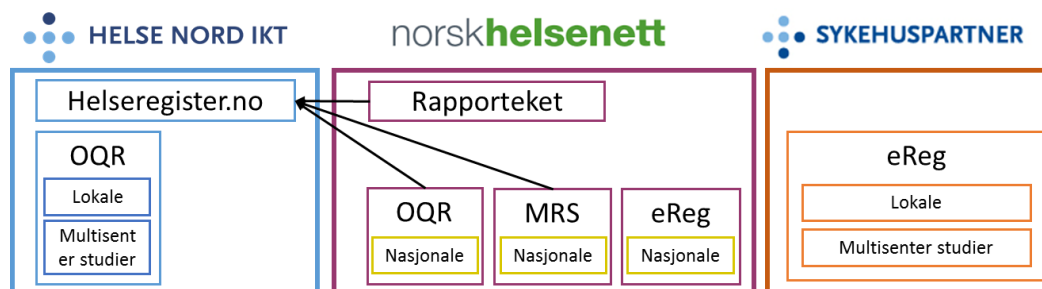 HELSE NORD IKT
norskhelsenett
SYKEHUSPARTNER
Helseregister.no
Rapporteket
OQR
Lokale
Multisent
er studier
OQR
Nasjonale
MRS
Nasjonale
eReg
Nasjonale
eReg
Lokale
Multisenter studier